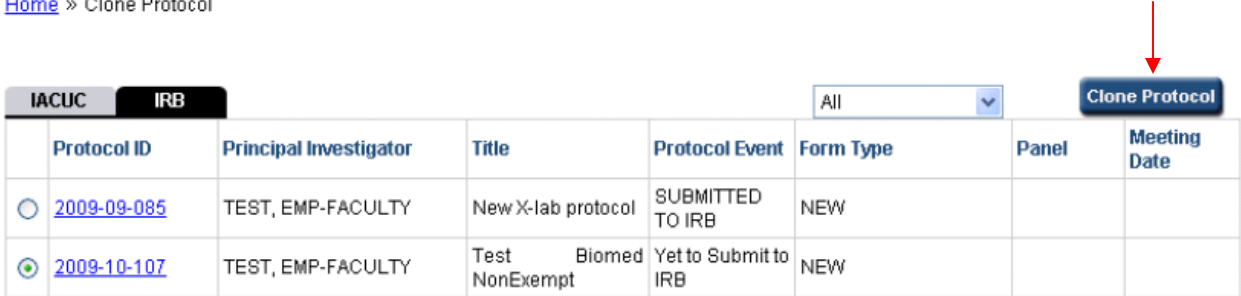 Home » Clone Protocol
IACUC IRB All Clone Protocol
Protocol ID Principal Investigator Title Protocol Event Form Type Panel Meeting Date
2009-09-085 TEST, EMP-FACULTY New X-lab protocol SUBMITTED TO IRB NEW
2009-10-107 TEST, EMP-FACULTY Test Biomed NonExempt Yet to Submit to IRB NEW